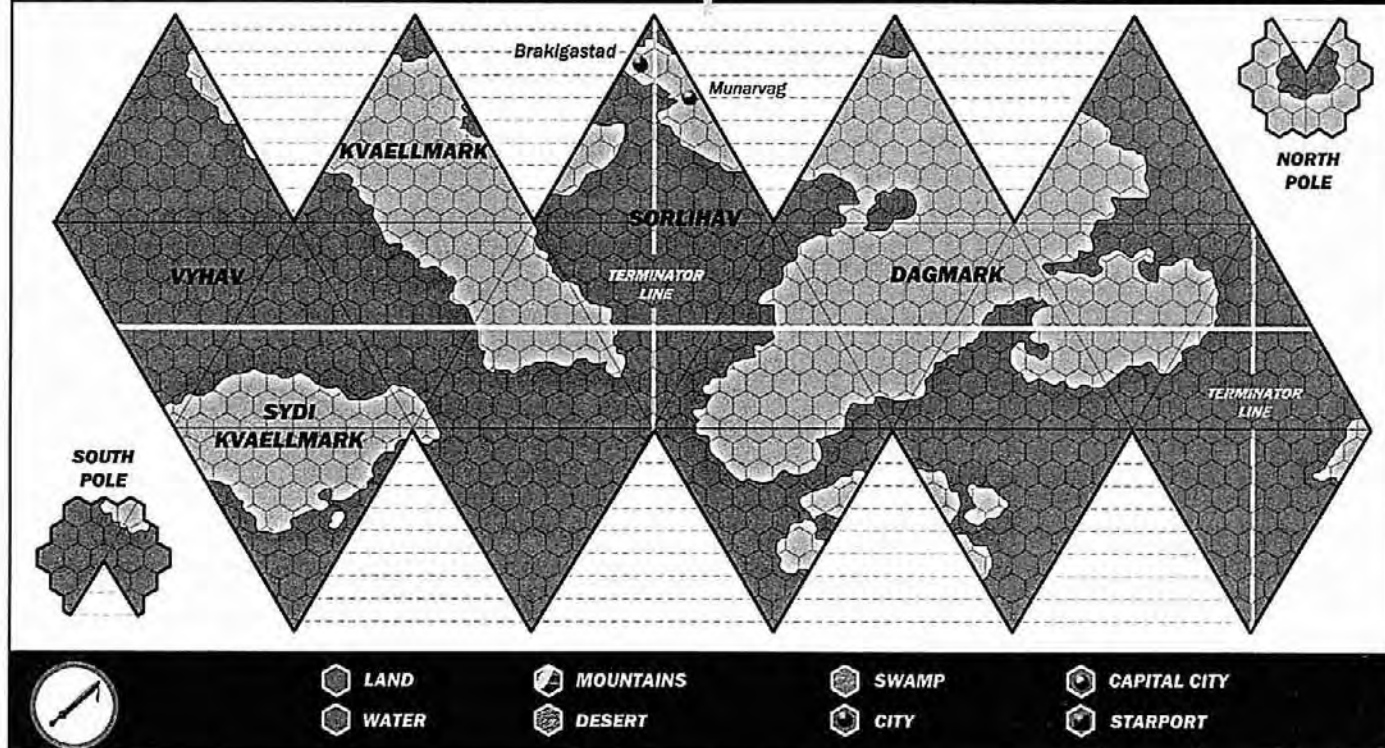 Brakigastad
Munarvag
NORTH
POLE
KVAELLMARK
SORLIHAV
VYHAV
TERMINATOR
LINE
DAGMARK
SYDI
KVAELLMARK
TERMINATOR
LINE
SOUTH
POLE
LAND
MOUNTAINS
SWAMP
CAPITAL CITY
WATER
DESERT
CITY
STARPORT